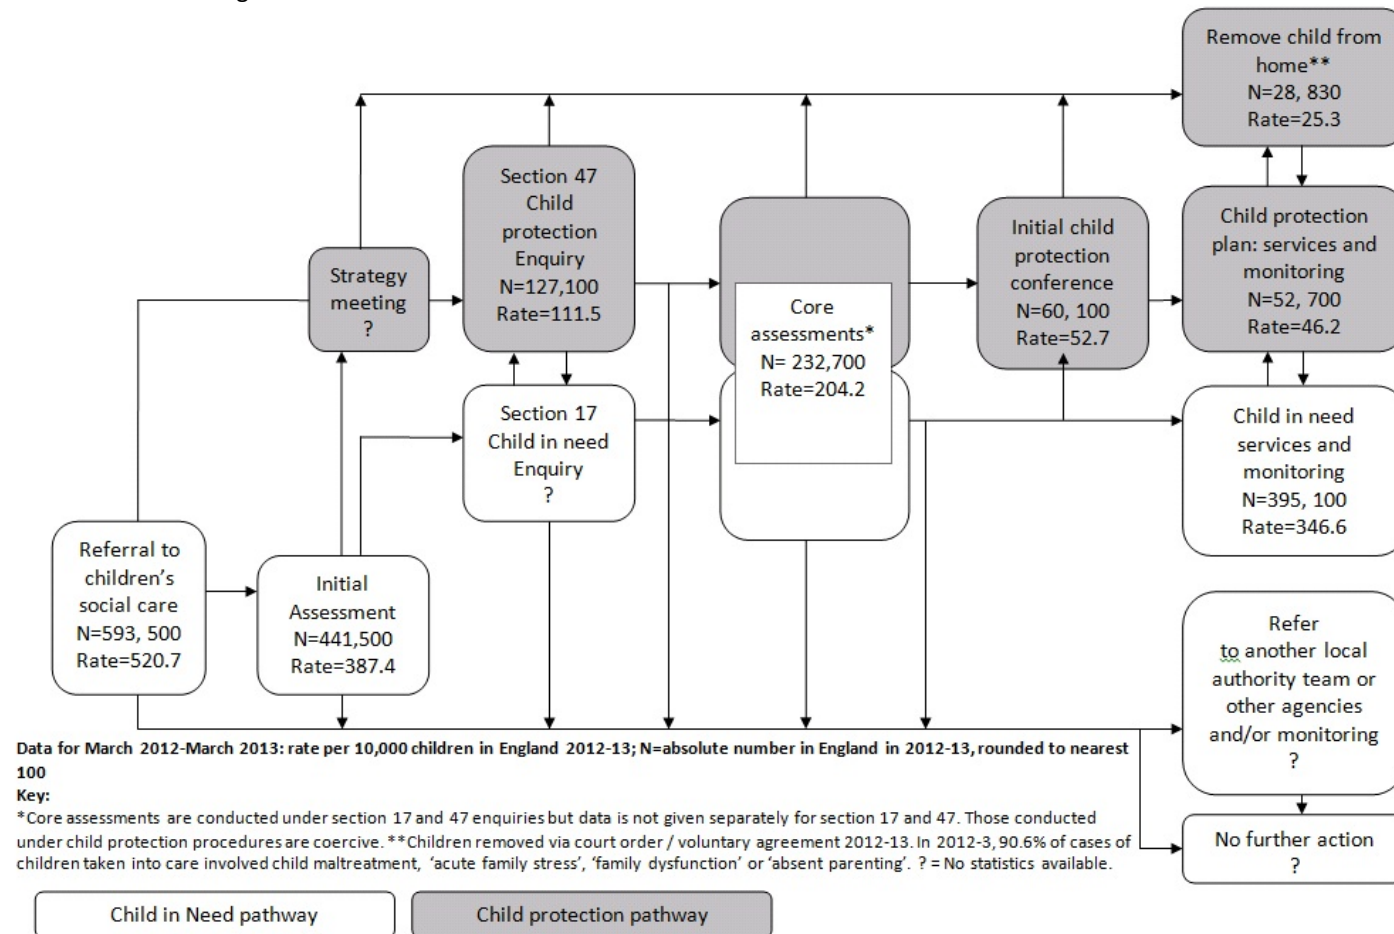 Remove child from
home**
N=28, 830
Rate=25.3
Section 47
Child
protection
Enquiry
N=127,100
Rate=111.5
Initial child
protection
conference
N=60, 100
Rate=52.7
Child protection
plan: services and
monitoring
N=52, 700
Rate=46.2
Strategy
meeting
?
Core
assessments*
N= 232,700
Rate=204.2
Section 17
Child in need
Enquiry
?
Child in need
services and
monitoring
N=395, 100
Rate=346.6
Referral to
children's
social care
N=593, 500
Rate=520.7
Initial
Assessment
N=441,500
Rate=387.4
Refer
to another local
authority team or
other agencies
and/or monitoring
?
No further action
?
Data for March 2012-March 2013: rate per 10,000 children in England 2012-13; N=absolute number in England in 2012-13, rounded to nearest
100
Key:
*Core assessments are conducted under section 17 and 47 enquiries but data is not given separately for section 17 and 47. Those conducted
under child protection procedures are coercive. **Children removed via court order / voluntary agreement 2012-13. In 2012-3, 90.6% of cases of
children taken into care involved child maltreatment, 'acute family stress', 'family dysfunction' or 'absent parenting'. ? = No statistics available.
Child in Need pathway
Child protection pathway